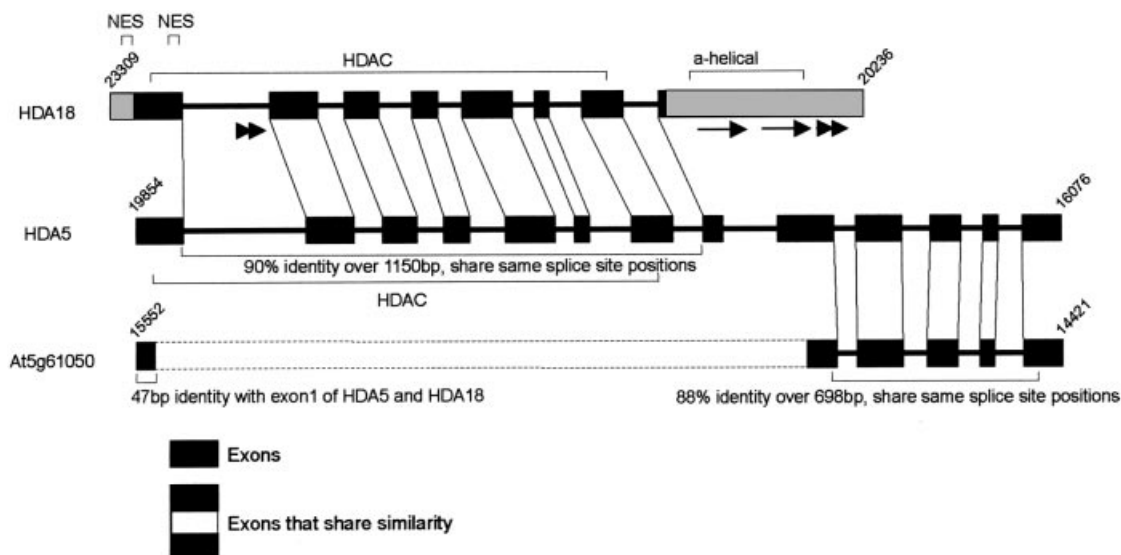 NES NES
23309
HDAC
a-helical
20236
HDA18
19854
16076
HDA5
90% identity over 1150bp, share same splice site positions
HDAC
15552
14421
At5g61050
47bp identity with exon1 of HDA5 and HDA18
88% identity over 698bp, share same splice site positions
Exons
Exons that share similarity